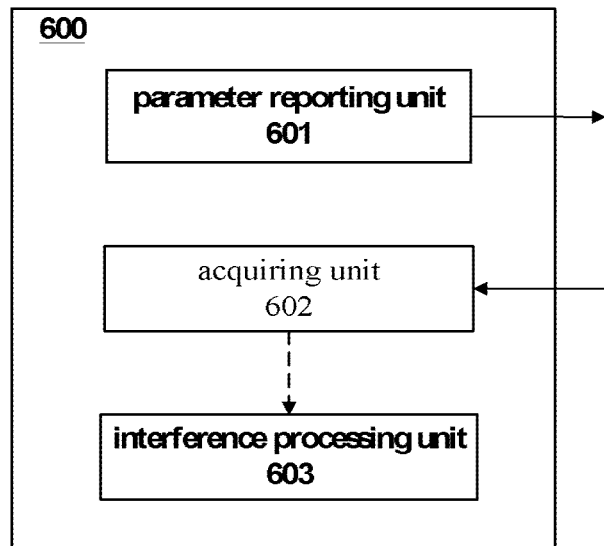 600
parameter reporting unit
601
acquiring unit
602
interference processing unit
603